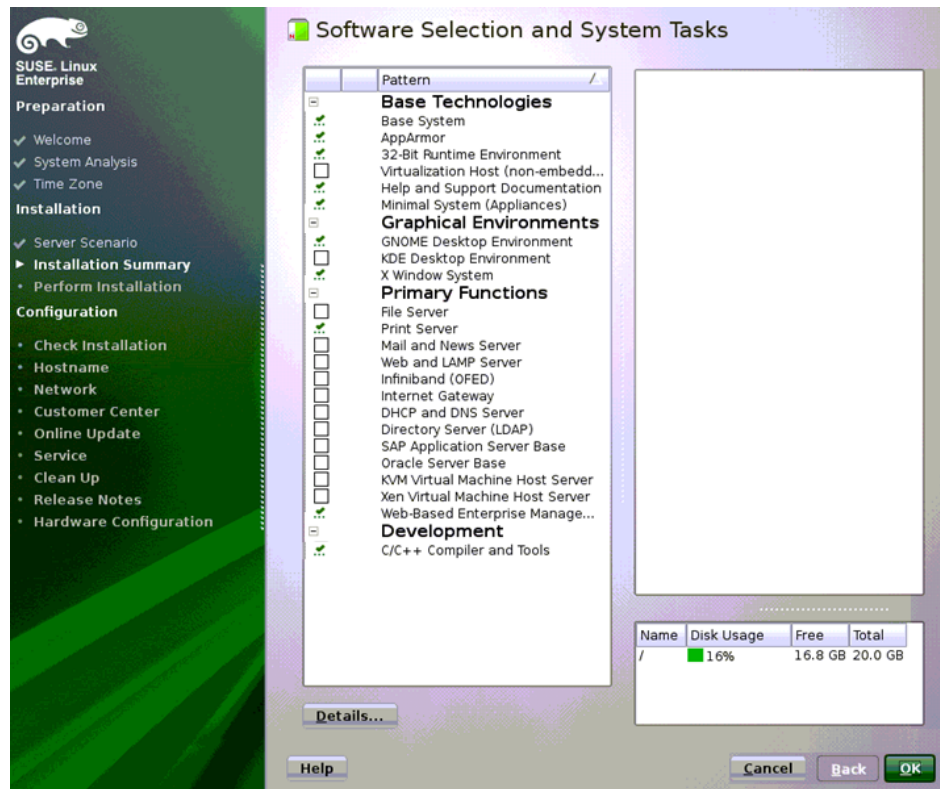 SUSE. Linux
Enterprise
Preparation
Welcome
System Analysis
Time Zone
Installation
Server Scenario
Installation Summary
Perform Installation
Configuration
Check Installation
Hostname
Network
Customer Center
Online Update
Service
Clean Up
Release Notes
Hardware Configuration
Software Selection and System Tasks
Pattern
Base Technologies
Base System
AppArmor
32-Bit Runtime Environment
Virtualization Host (non-embedd...
Help and Support Documentation
Minimal System (Appliances)
Graphical Environments
GNOME Desktop Environment
KDE Desktop Environment
X Window System
Primary Functions
File Server
Print Server
Mail and News Server
Web and LAMP Server
Infiniband (OFED)
Internet Gateway
DHCP and DNS Server
Directory Server (LDAP)
SAP Application Server Base
Oracle Server Base
KVM Virtual Machine Host Server
Xen Virtual Machine Host Server
Web-Based Enterprise Manage...
Development
C/C++ Compiler and Tools
Details...
Name Disk Usage Free Total
/ 16% 16.8 GB 20.0 GB
Help Cancel Back OK